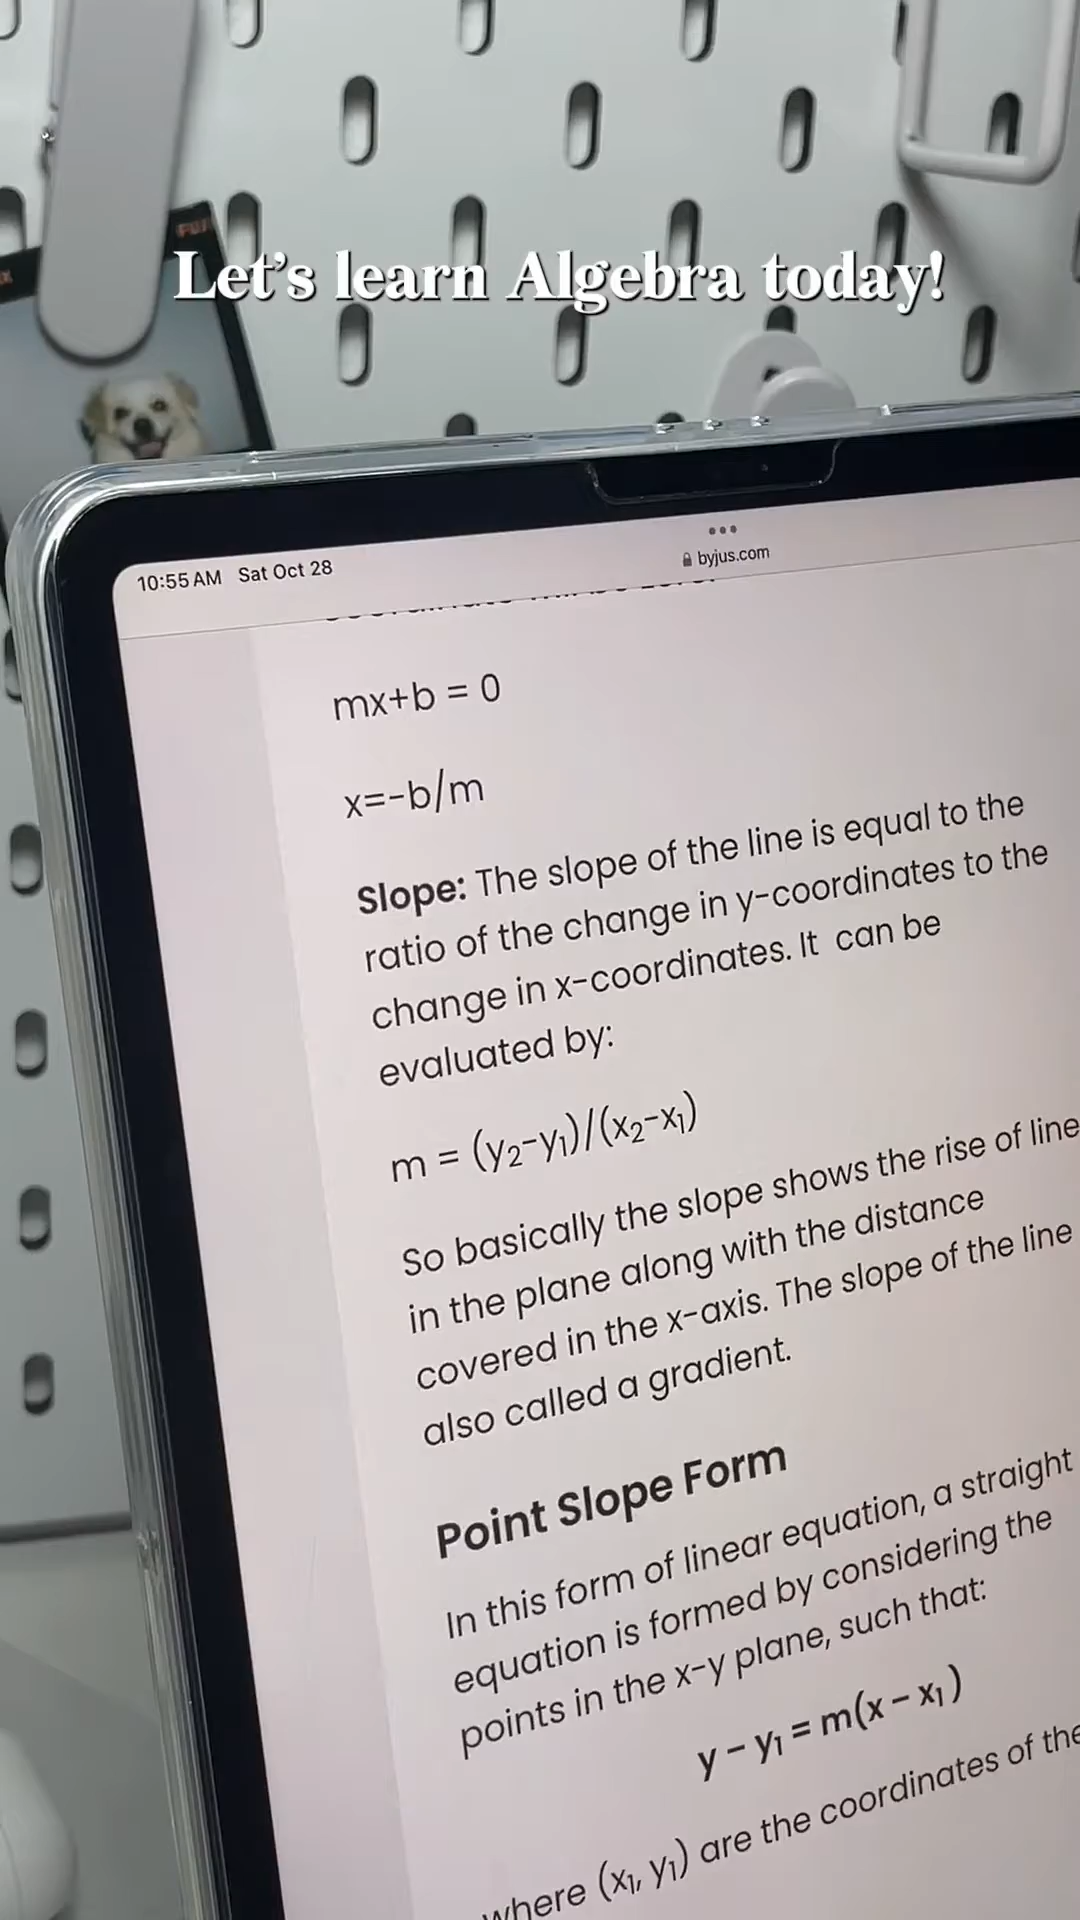 FUJI
Let's learn Algebra today!
10:55 AM Sat Oct 28
byjus.com
mx+b = 0
x=-b/m
Slope: The slope of the line is equal to the
ratio of the change in y-coordinates to the
change in x-coordinates. It can be
evaluated by:
m = (y₂-y₁)/(x₂-x₁)
So basically the slope shows the rise of line
in the plane along with the distance
covered in the x-axis. The slope of the line
also called a gradient.
Point Slope Form
In this form of linear equation, a straight
equation is formed by considering the
points in the x-y plane, such that:
y – y₁ = m(x – x₁)
where (x₁, y₁) are the coordinates of the